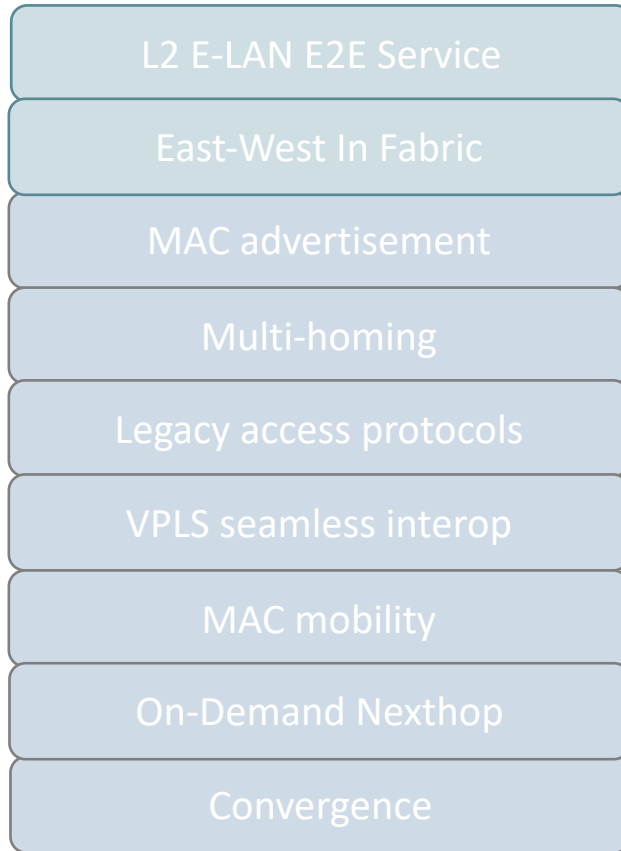 L2 E-LAN E2E Service
East-West In Fabric
MAC advertisement
Multi-homing
Legacy access protocols
VPLS seamless interop
MAC mobility
On-Demand Nexthop
Convergence